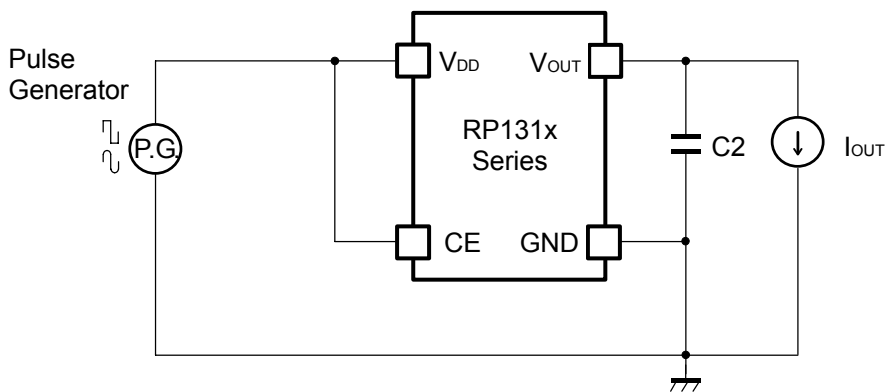 Pulse
Generator
P.G.
VDD
VOUT
RP131x
Series
CE
GND
C2
IOUT